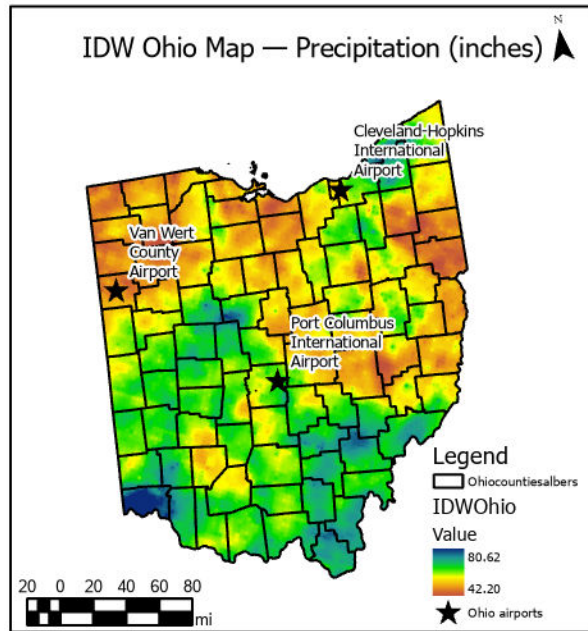 N
IDW Ohio Map — Precipitation (inches)
Cleveland-Hopkins
International
Airport
Van Wert
County
Airport
Port Columbus
International
Airport
Legend
Ohiocountiesalbers
IDWOhio
Value
80.62
42.20
Ohio airports
20 0 20 40 60 80
mi